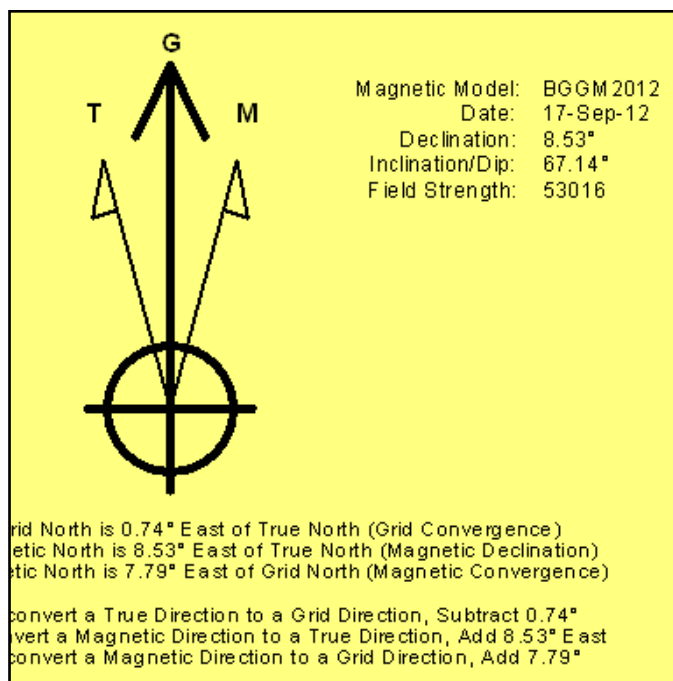 G
T M
Magnetic Model: BGGM2012
Date: 17-Sep-12
Declination: 8.53°
Inclination/Dip: 67.14°
Field Strength: 53016
rid North is 0.74° East of True North (Grid Convergence)
etic North is 8.53° East of True North (Magnetic Declination)
etic North is 7.79° East of Grid North (Magnetic Convergence)
convert a True Direction to a Grid Direction, Subtract 0.74°
vert a Magnetic Direction to a True Direction, Add 8.53° East
convert a Magnetic Direction to a Grid Direction, Add 7.79°